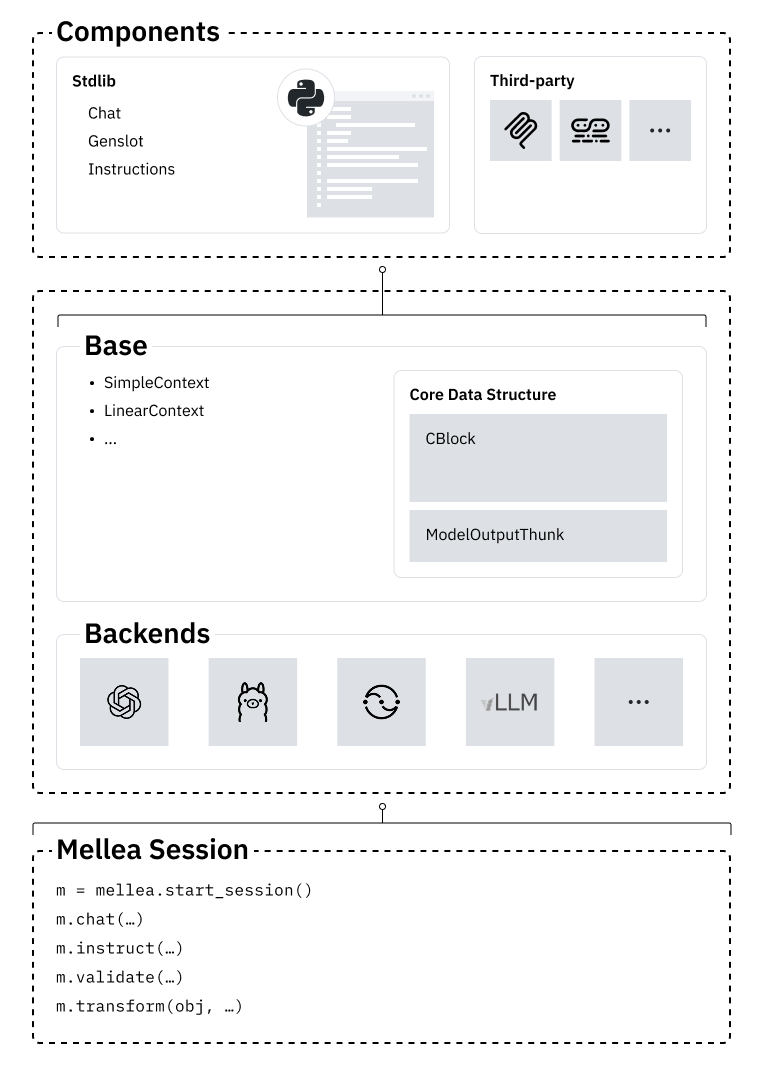 Components
Stdlib
Chat
Genslot
Instructions
Third-party
...
Base
• SimpleContext
• LinearContext
• ...
Core Data Structure
CBlock
ModelOutputThunk
Backends
vLLM
...
Mellea Session
m = mellea.start_session()
m.chat(…)
m.instruct(…)
m.validate(…)
m.transform(obj, …)